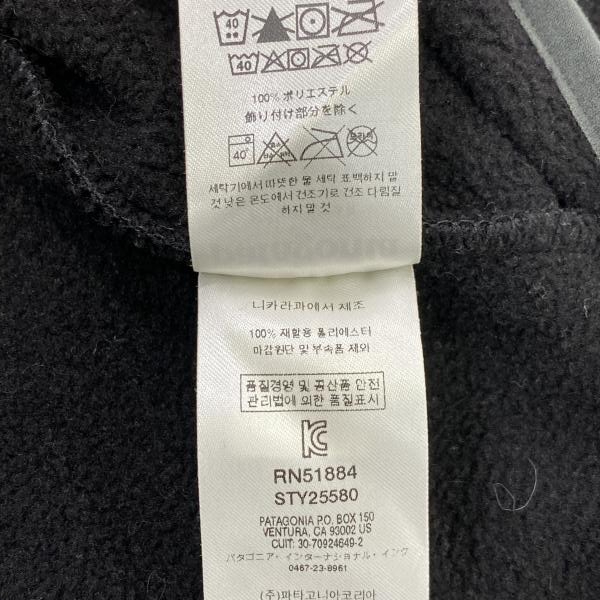 40
40
100% ポリエステル
飾り付け部分を除く
40°
세탁기에서 따뜻한 물 세탁 표백하지 말
것 낮은 온도에서 건조기로 건조 다림질
하지 말 것
니카라과에서 제조
100% 재활용 폴리에스터
마감원단 및 부속품 제외
품질경영 및 공산품 안전
관리법에 의한 품질표시
RN51884
STY25580
PATAGONIA P.O. BOX 150
VENTURA, CA 93002 US
CUIT: 30-70924649-2
パタゴニア・インターナショナル・インク
0467-23-8961
(주)파타고니아코리아